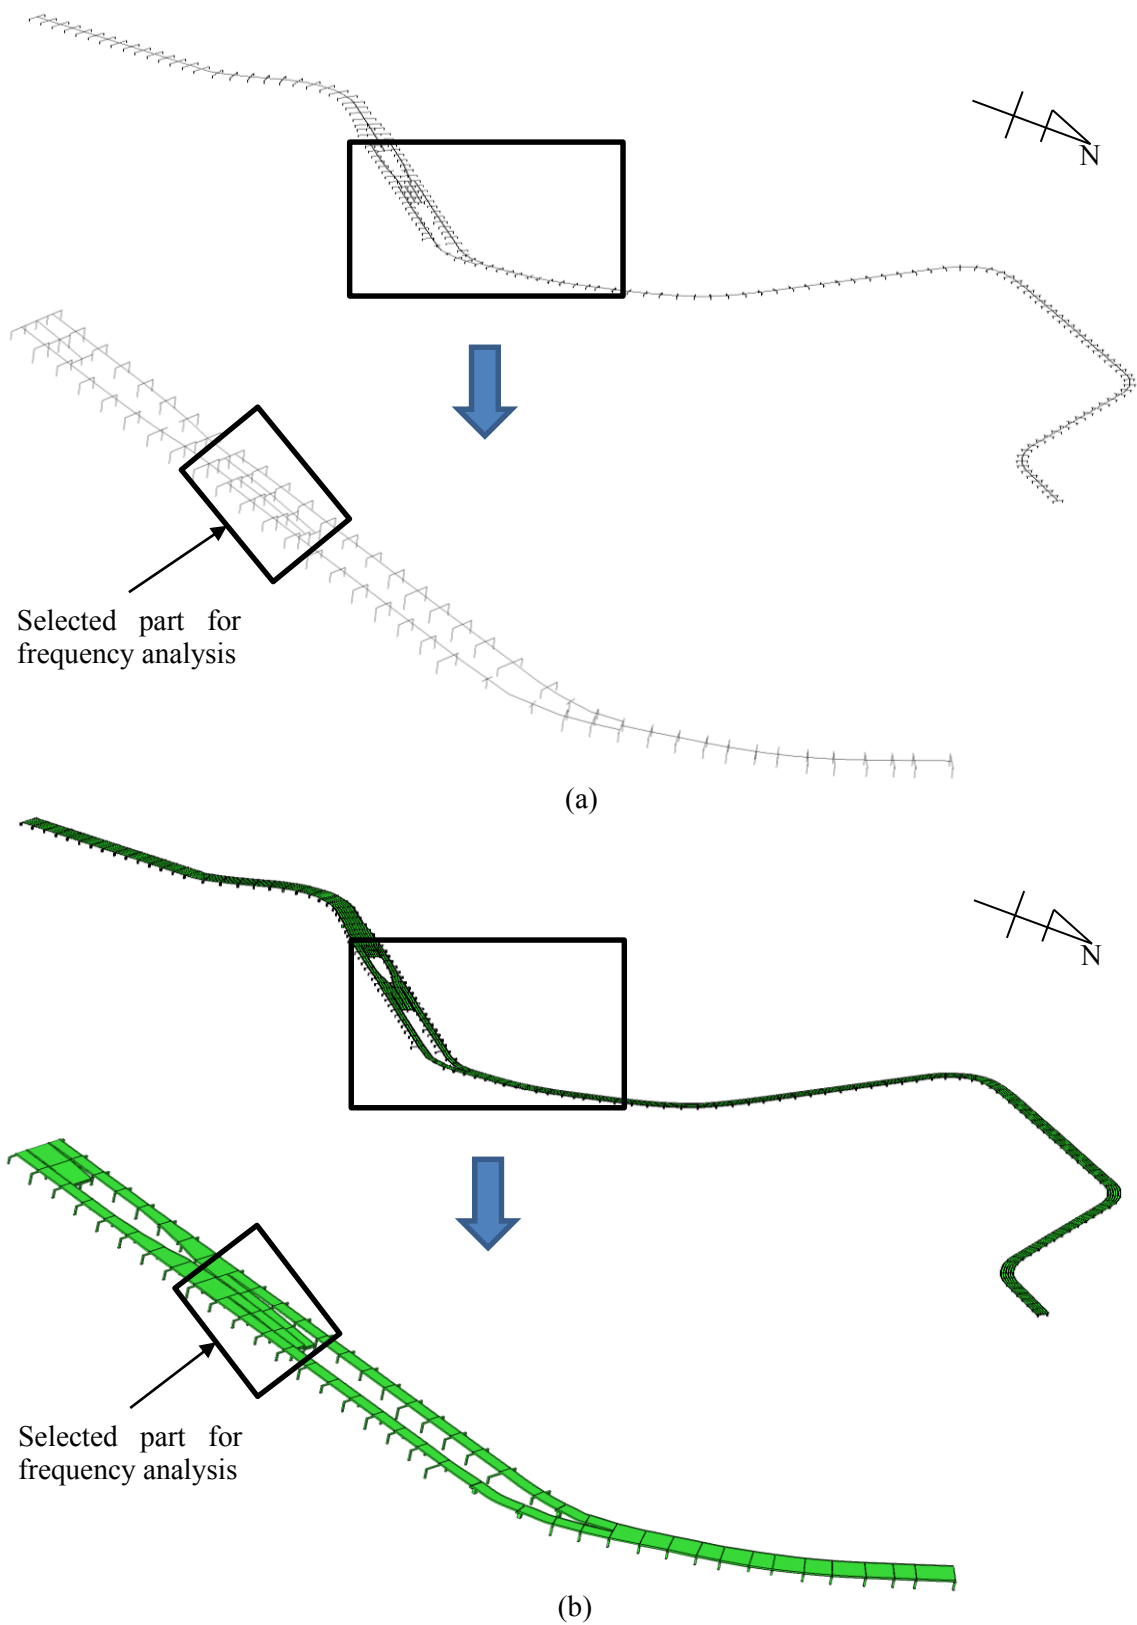 N
Selected part for
frequency analysis
(a)
N
Selected part for
frequency analysis
(b)